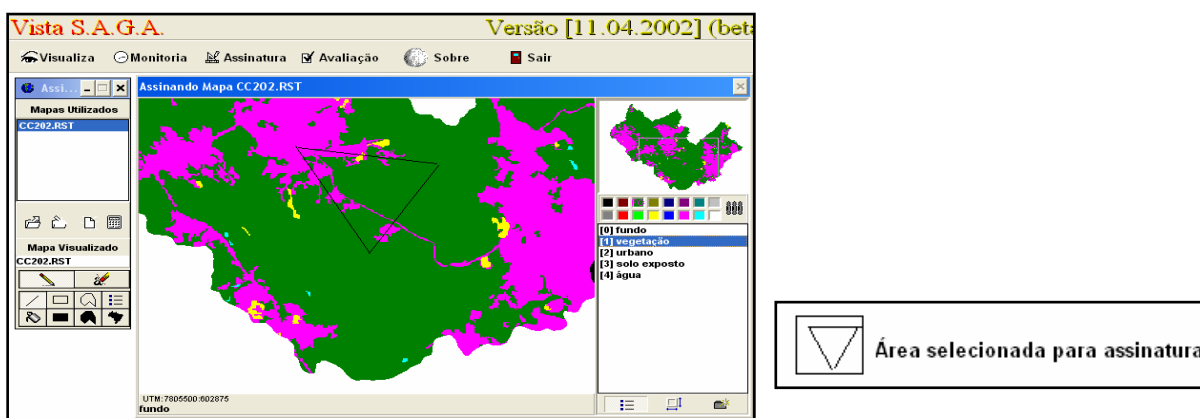 Vista S.A.G.A. Versão [11.04.2002] (beta
Visualiza Monitoria Assinatura Avaliação Sobre Sair
Assi...
Mapas Utilizados
CC202.RST
Mapa Visualizado
CC202.RST
Assinando Mapa CC202.RST
[0] fundo
[1] vegetação
[2] urbano
[3] solo exposto
[4] água
UTM:7805500:602875
fundo
Área selecionada para assinatura